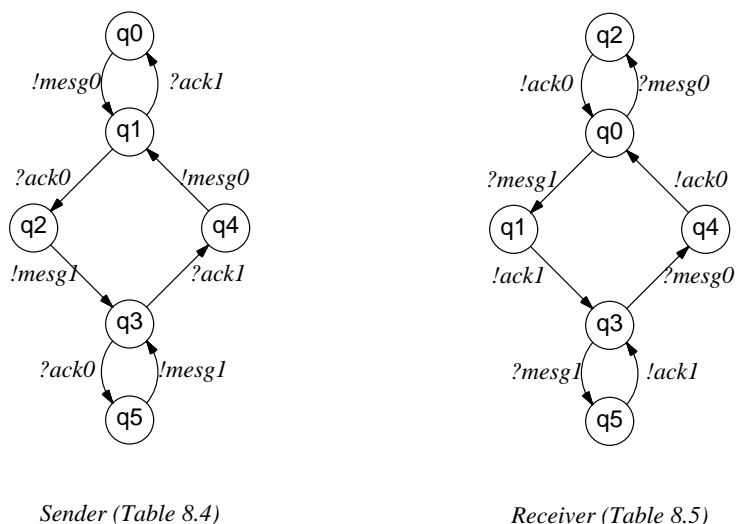 q0
q2
!mesg0
?ack1
!ack0
?mesg0
q1
q0
?ack0
!mesg0
?mesg1
!ack0
q2
q4
q1
q4
!mesg1
?ack1
!ack1
?mesg0
q3
q3
?ack0
!mesg1
?mesg1
!ack1
q5
q5
Sender (Table 8.4)
Receiver (Table 8.5)